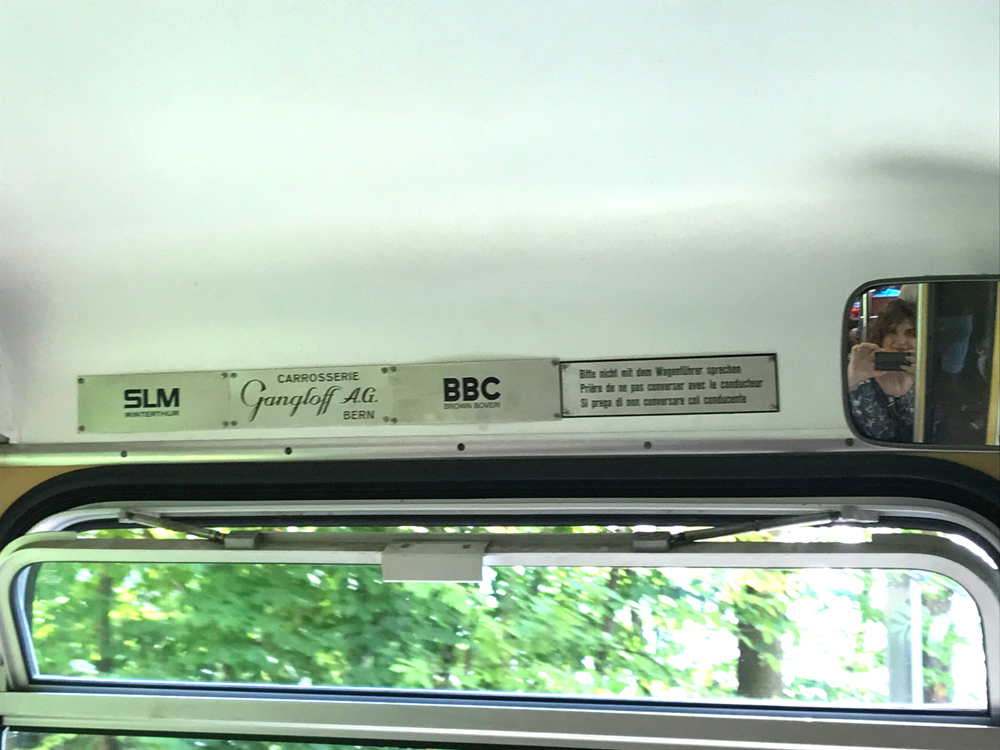 SLM
WINTERTHUR
CARROSSERIE
Gangloff A.G.
BERN
BBC
BROWN BOVERI
Bitte nicht mit dem Wagenführer sprechen
Prière de ne pas converser avec le conducteur
Si prega di non conversare col conducente